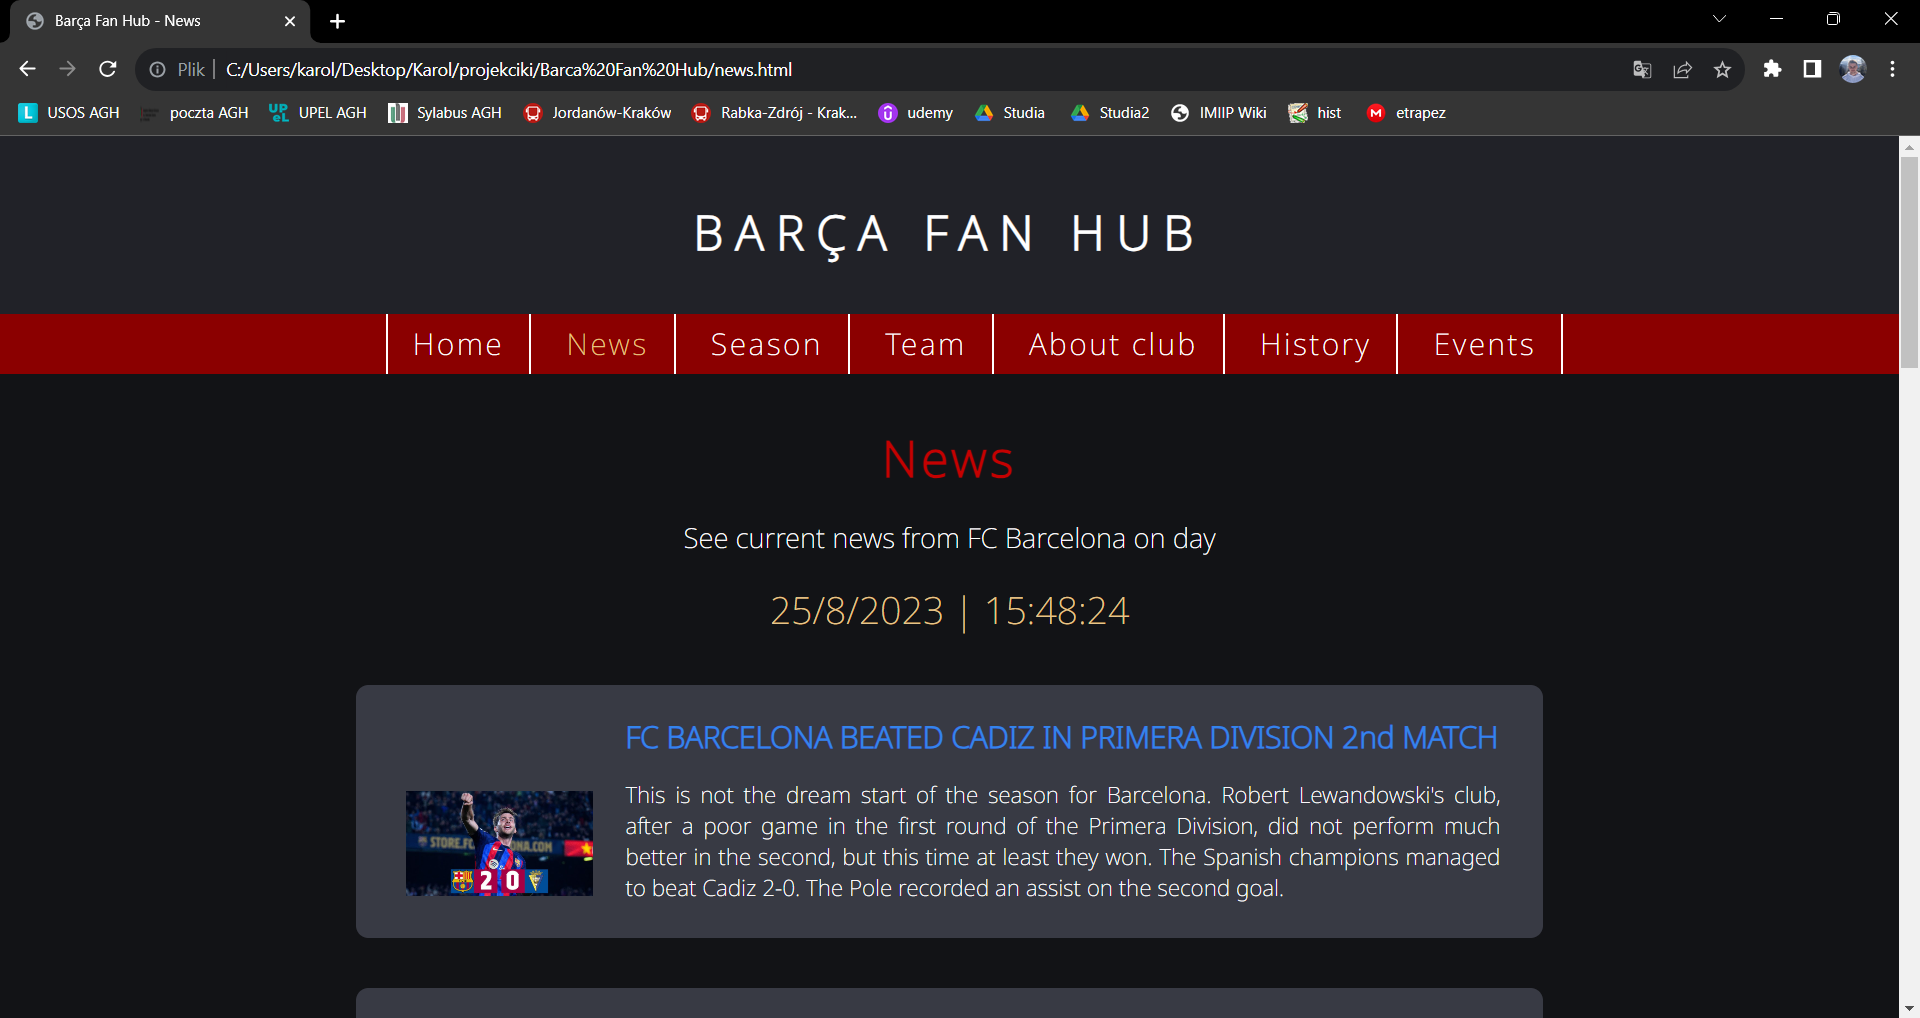 Barça Fan Hub - News
Plik
C:/Users/karol/Desktop/Karol/projekciki/Barca%20Fan%20Hub/news.html
USOS AGH
poczta AGH
UPEL AGH
Sylabus AGH
Jordanów-Kraków
Rabka-Zdrój - Krak...
udemy
Studia
Studia2
IMIIP Wiki
hist
etrapez
BARÇA FAN HUB
Home News Season Team About club History Events
News
See current news from FC Barcelona on day
25/8/2023 | 15:48:24
FC BARCELONA BEATED CADIZ IN PRIMERA DIVISION 2nd MATCH
This is not the dream start of the season for Barcelona. Robert Lewandowski's club,
after a poor game in the first round of the Primera Division, did not perform much
better in the second, but this time at least they won. The Spanish champions managed
to beat Cadiz 2-0. The Pole recorded an assist on the second goal.
2 0